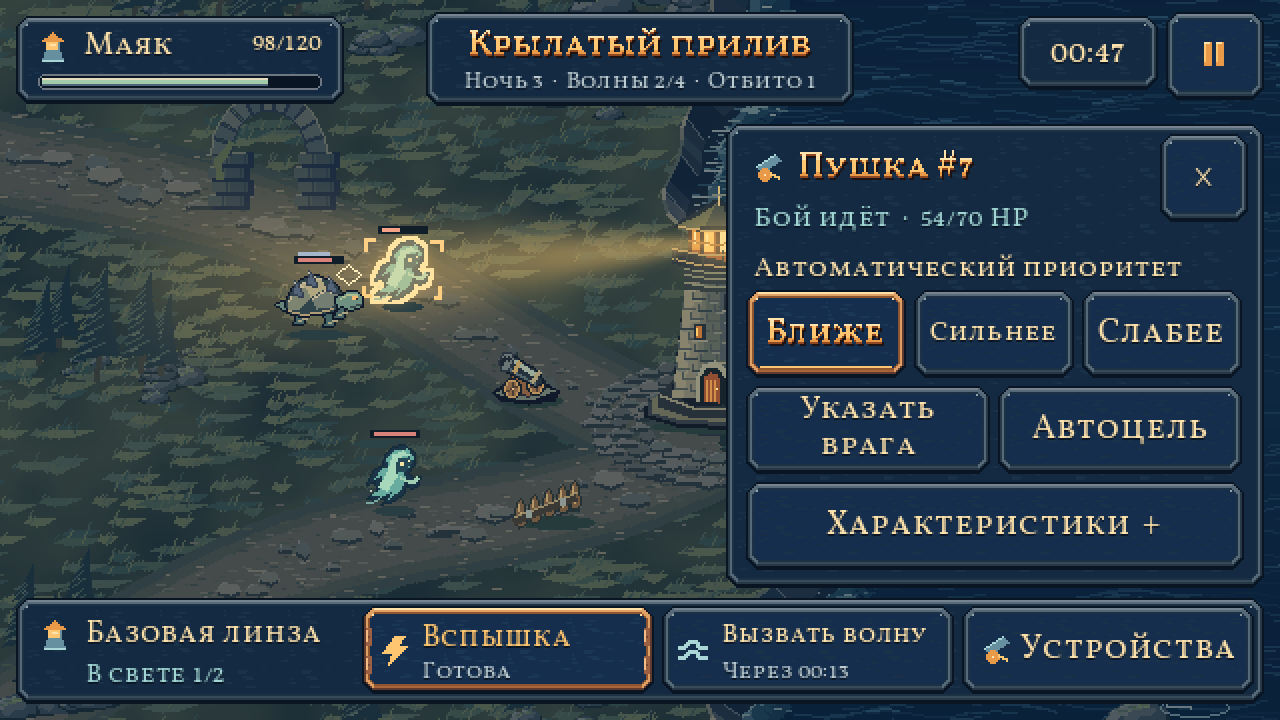 Маяк
98/120
Крылатый прилив
Ночь 3 · Волны 2/4 · Отбито 1
00:47
Пушка #7
X
Бой идёт · 54/70 HP
Автоматический приоритет
Ближе
Сильнее
Слабее
Указать
врага
Автоцель
Характеристики +
Базовая линза
В свете 1/2
Вспышка
Готова
Вызвать волну
Через 00:13
Устройства